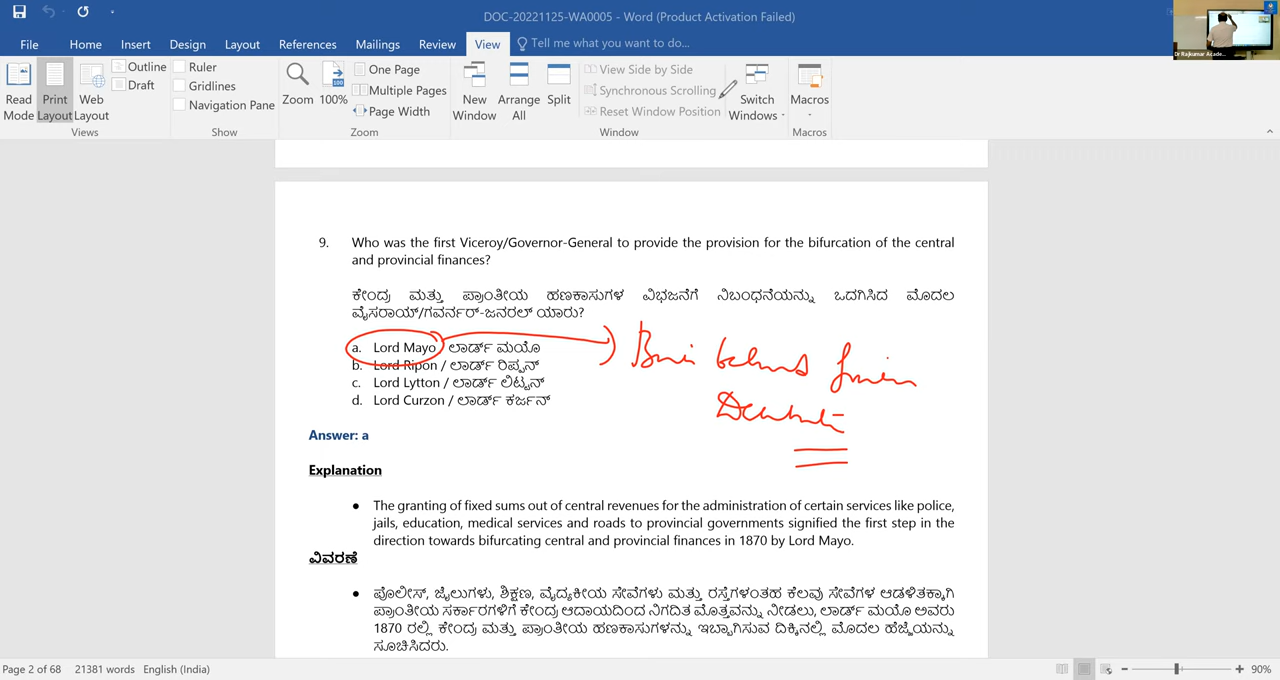 DOC-20221125-WA0005 - Word (Product Activation Failed)
File Home Insert Design Layout References Mailings Review View Tell me what you want to do...
Read Mode
Print Layout
Web Layout
Outline
Draft
Views
Ruler
Gridlines
Navigation Pane
Show
Zoom
100%
One Page
Multiple Pages
Page Width
Zoom
New Window
Arrange All
Split
View Side by Side
Synchronous Scrolling
Reset Window Position
Window
Switch Windows
Macros
Macros
Dr Rajkumar Acade...
9. Who was the first Viceroy/Governor-General to provide the provision for the bifurcation of the central
and provincial finances?
ಕೇಂದ್ರ ಮತ್ತು ಪ್ರಾಂತೀಯ ಹಣಕಾಸುಗಳ ವಿಭಜನೆಗೆ ನಿಬಂಧನೆಯನ್ನು ಒದಗಿಸಿದ ಮೊದಲ
ವೈಸರಾಯ್/ಗವರ್ನರ್-ಜನರಲ್ ಯಾರು?
a. Lord Mayo ಲಾರ್ಡ್ ಮಯೊ
b. Lord Ripon / ಲಾರ್ಡ್ ರಿಪ್ಪನ್
c. Lord Lytton / ಲಾರ್ಡ್ ಲಿಟ್ಟನ್
d. Lord Curzon / ಲಾರ್ಡ್ ಕರ್ಜನ್
Answer: a
Explanation
• The granting of fixed sums out of central revenues for the administration of certain services like police,
jails, education, medical services and roads to provincial governments signified the first step in the
direction towards bifurcating central and provincial finances in 1870 by Lord Mayo.
ವಿವರಣೆ
• ಪೊಲೀಸ್, ಜೈಲುಗಳು, ಶಿಕ್ಷಣ, ವೈದ್ಯಕೀಯ ಸೇವೆಗಳು ಮತ್ತು ರಸ್ತೆಗಳಂತಹ ಕೆಲವು ಸೇವೆಗಳ ಆಡಳಿತಕ್ಕಾಗಿ
ಪ್ರಾಂತೀಯ ಸರ್ಕಾರಗಳಿಗೆ ಕೇಂದ್ರ ಆದಾಯದಿಂದ ನಿಗದಿತ ಮೊತ್ತವನ್ನು ನೀಡಲು, ಲಾರ್ಡ್ ಮಯೊ ಅವರು
1870 ರಲ್ಲಿ ಕೇಂದ್ರ ಮತ್ತು ಪ್ರಾಂತೀಯ ಹಣಕಾಸುಗಳನ್ನು ಇಬ್ಭಾಗಿಸುವ ದಿಕ್ಕಿನಲ್ಲಿ ಮೊದಲ ಹೆಜ್ಜೆಯನ್ನು
ಸೂಚಿಸಿದರು.
Page 2 of 68 21381 words English (India) 90%